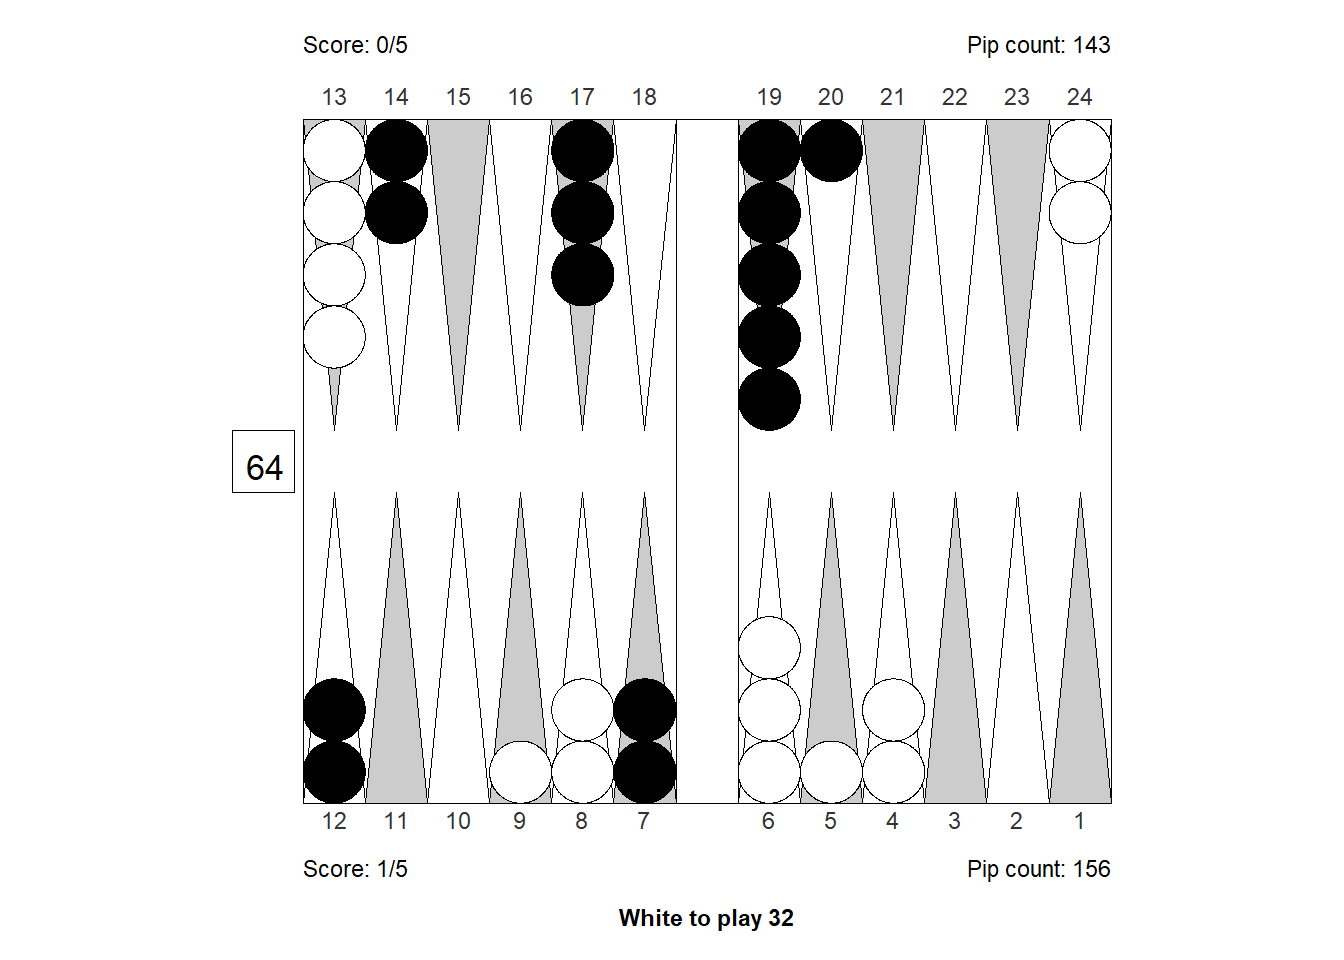 Score: 0/5 Pip count: 143
13 14 15 16 17 18 19 20 21 22 23 24
64
12 11 10 9 8 7 6 5 4 3 2 1
Score: 1/5 Pip count: 156
White to play 32